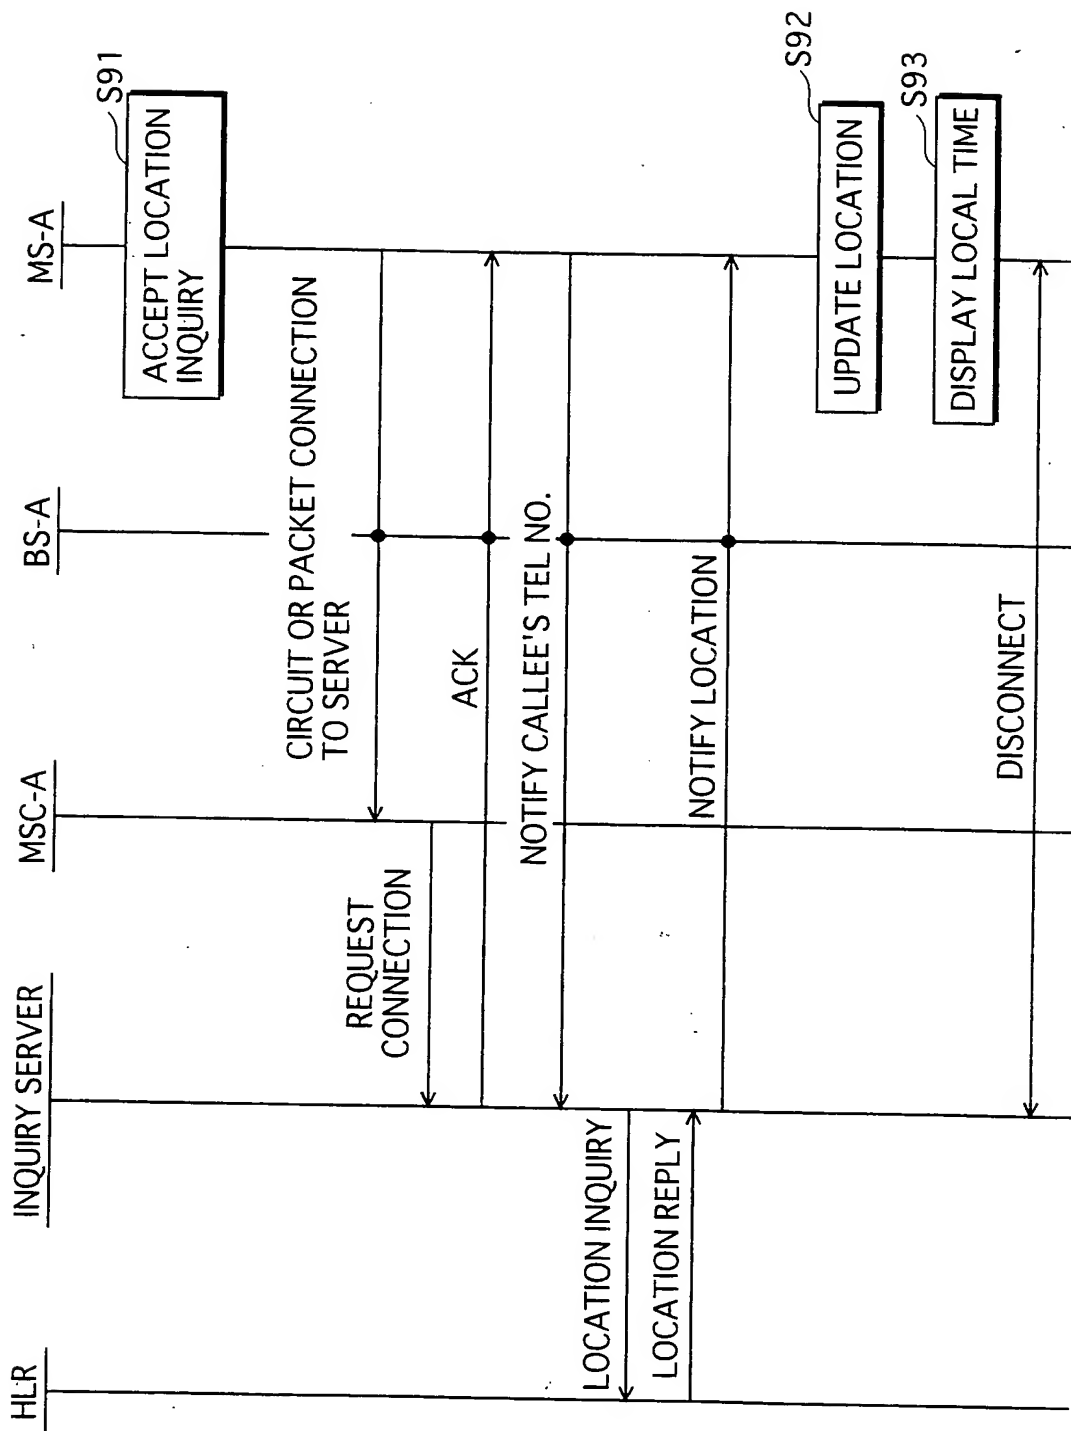 HLR
INQUIRY SERVER
MSC-A
BS-A
MS-A
S91
ACCEPT LOCATION
INQUIRY
CIRCUIT OR PACKET CONNECTION
TO SERVER
REQUEST
CONNECTION
ACK
NOTIFY CALLEE'S TEL NO.
LOCATION INQUIRY
LOCATION REPLY
NOTIFY LOCATION
S92
UPDATE LOCATION
S93
DISPLAY LOCAL TIME
DISCONNECT